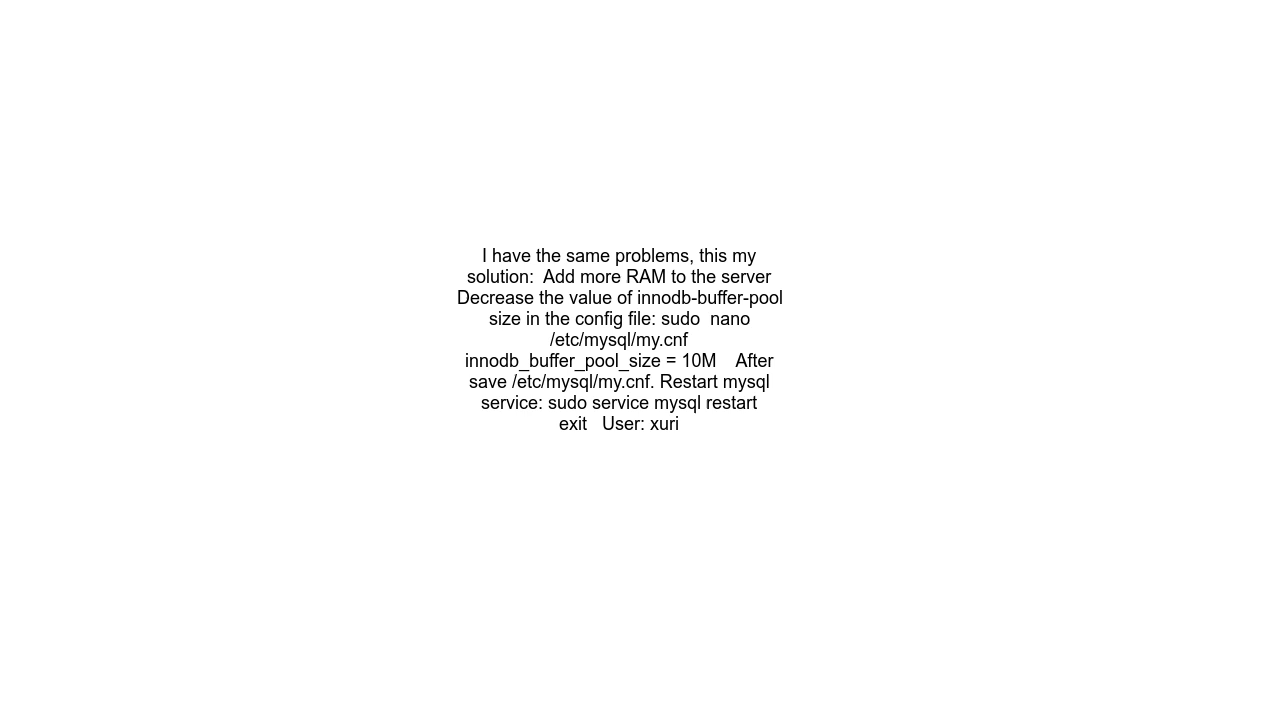 I have the same problems, this my
solution:  Add more RAM to the server
Decrease the value of innodb-buffer-pool
size in the config file: sudo  nano
/etc/mysql/my.cnf
innodb_buffer_pool_size = 10M    After
save /etc/mysql/my.cnf. Restart mysql
service: sudo service mysql restart
exit   User: xuri